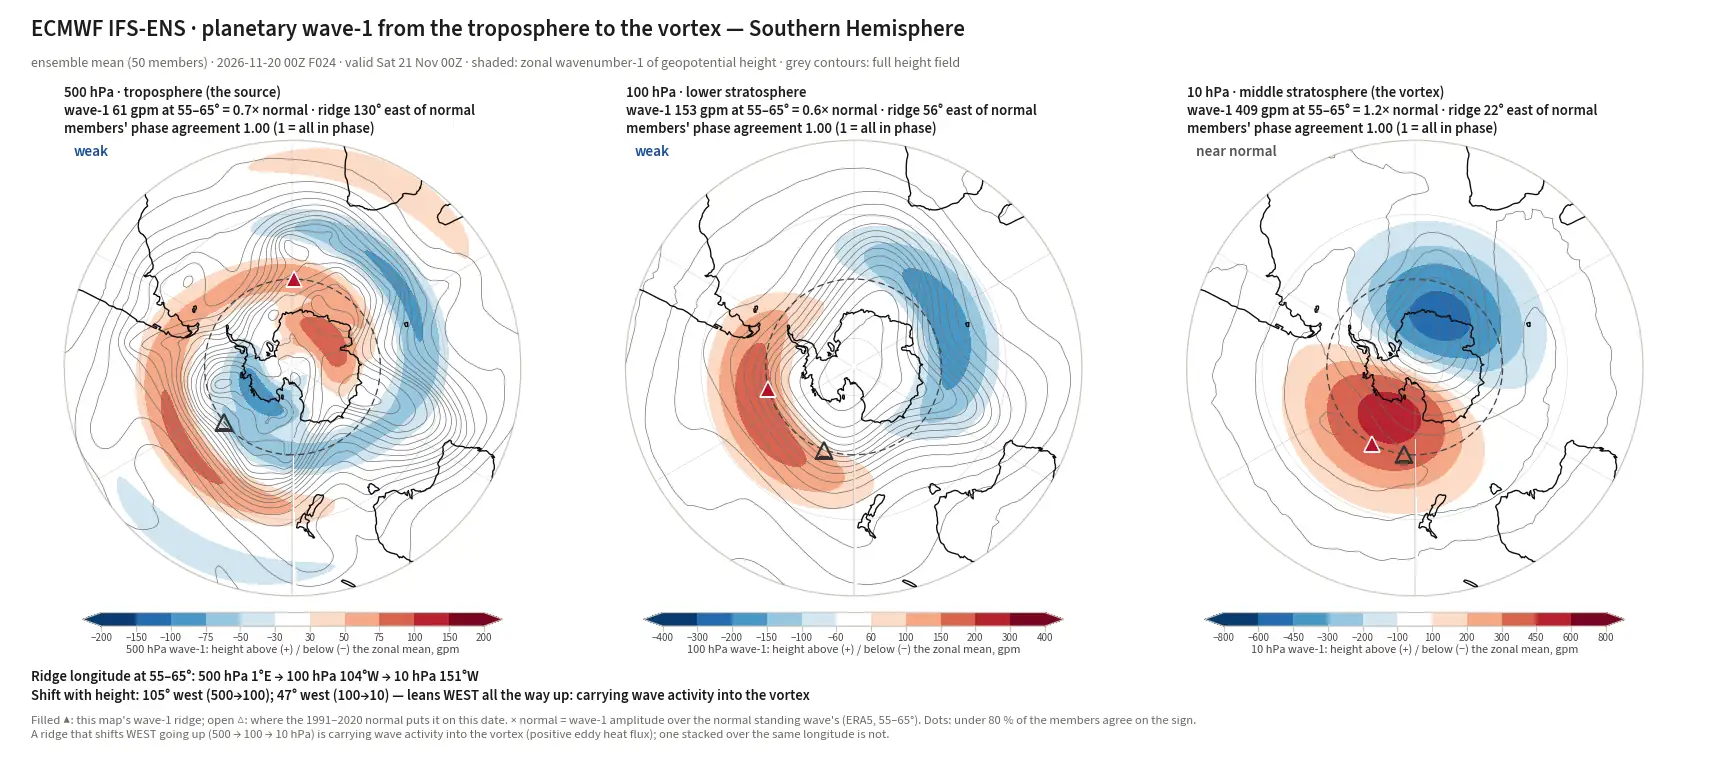 ECMWF IFS-ENS · planetary wave-1 from the troposphere to the vortex — Southern Hemisphere
ensemble mean (50 members) · 2026-11-20 00Z F024 · valid Sat 21 Nov 00Z · shaded: zonal wavenumber-1 of geopotential height · grey contours: full height field
500 hPa · troposphere (the source)
wave-1 61 gpm at 55–65° = 0.7× normal · ridge 130° east of normal
members' phase agreement 1.00 (1 = all in phase)
weak
100 hPa · lower stratosphere
wave-1 153 gpm at 55–65° = 0.6× normal · ridge 56° east of normal
members' phase agreement 1.00 (1 = all in phase)
weak
10 hPa · middle stratosphere (the vortex)
wave-1 409 gpm at 55–65° = 1.2× normal · ridge 22° east of normal
members' phase agreement 1.00 (1 = all in phase)
near normal
−200 −150 −100 −75 −50 −30 30 50 75 100 150 200
500 hPa wave-1: height above (+) / below (−) the zonal mean, gpm
−400 −300 −200 −150 −100 −60 60 100 150 200 300 400
100 hPa wave-1: height above (+) / below (−) the zonal mean, gpm
−800 −600 −450 −300 −200 −100 100 200 300 450 600 800
10 hPa wave-1: height above (+) / below (−) the zonal mean, gpm
Ridge longitude at 55–65°: 500 hPa 1°E → 100 hPa 104°W → 10 hPa 151°W
Shift with height: 105° west (500→100); 47° west (100→10) — leans WEST all the way up: carrying wave activity into the vortex
Filled ▲: this map's wave-1 ridge; open △: where the 1991–2020 normal puts it on this date. × normal = wave-1 amplitude over the normal standing wave's (ERA5, 55–65°). Dots: under 80 % of the members agree on the sign.
A ridge that shifts WEST going up (500 → 100 → 10 hPa) is carrying wave activity into the vortex (positive eddy heat flux); one stacked over the same longitude is not.